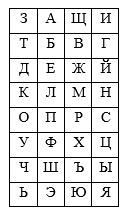 З А Щ И
Т Б В Г
Д Е Ж Й
К Л М Н
О П Р С
У Ф Х Ц
Ч Ш Ъ Ы
Ь Э Ю Я